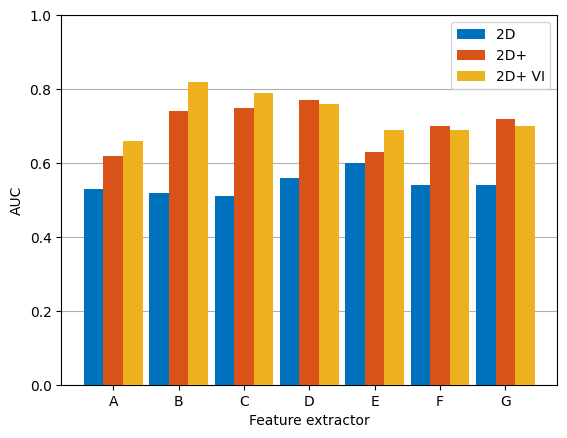 1.0
0.8
0.6
0.4
0.2
0.0
AUC
2D
2D+
2D+ VI
A B C D E F G
Feature extractor